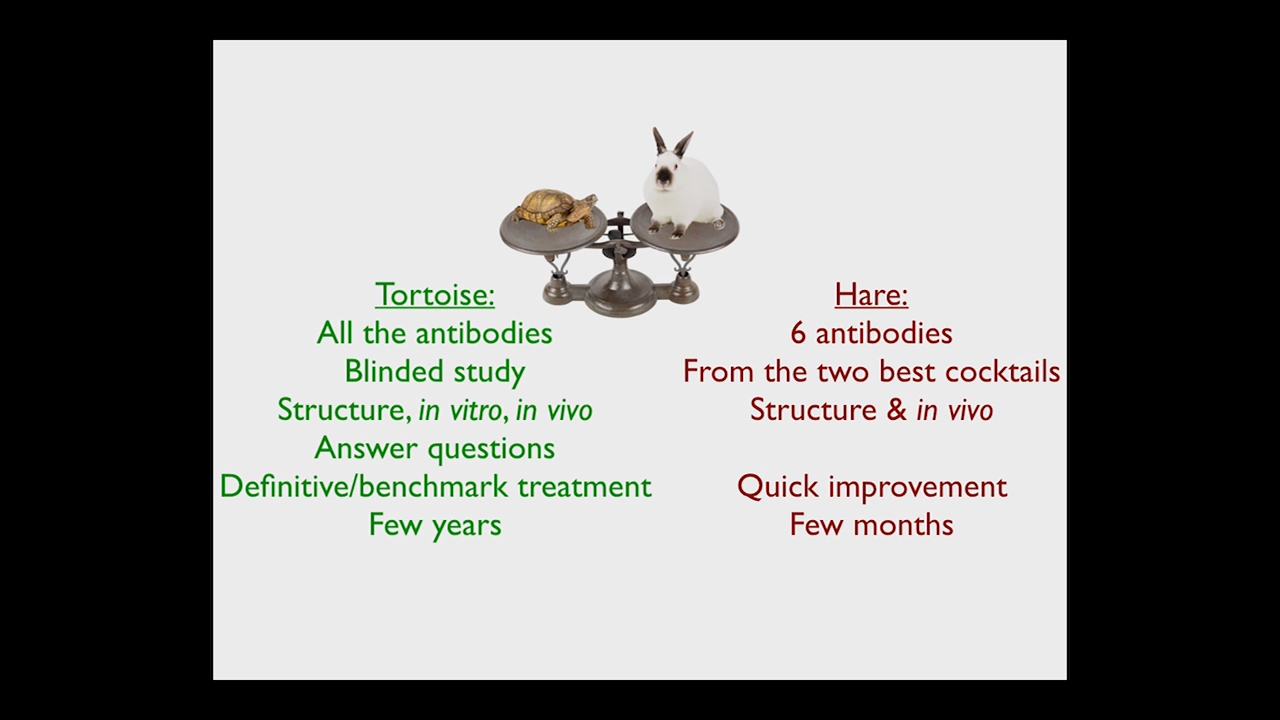 Tortoise:
All the antibodies
Blinded study
Structure, in vitro, in vivo
Answer questions
Definitive/benchmark treatment
Few years
Hare:
6 antibodies
From the two best cocktails
Structure & in vivo
Quick improvement
Few months